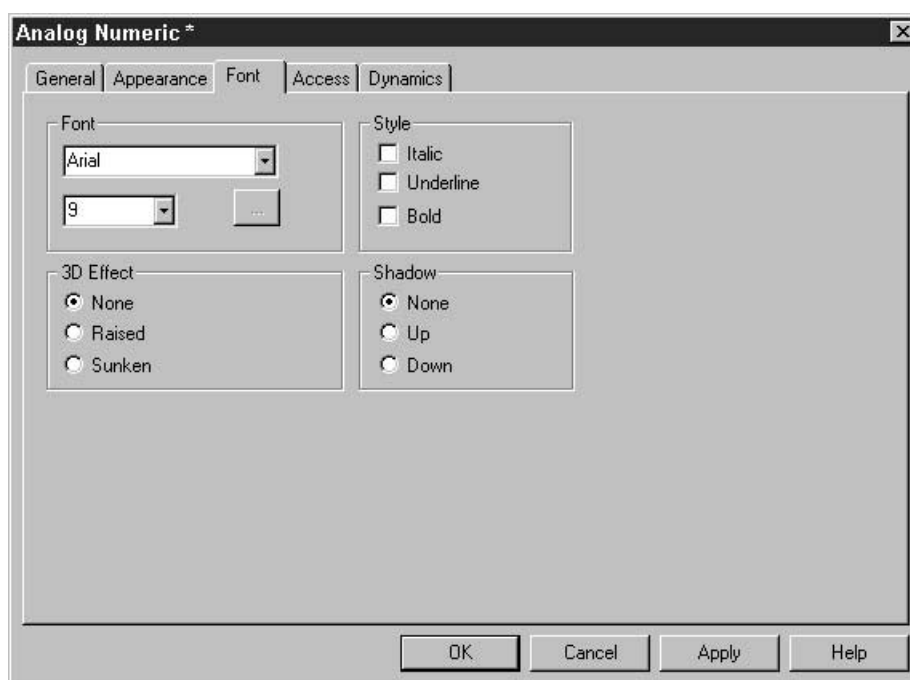 Analog Numeric *
General Appearance Font Access Dynamics
Font
Arial
9
...
Style
Italic
Underline
Bold
3D Effect
None
Raised
Sunken
Shadow
None
Up
Down
OK Cancel Apply Help